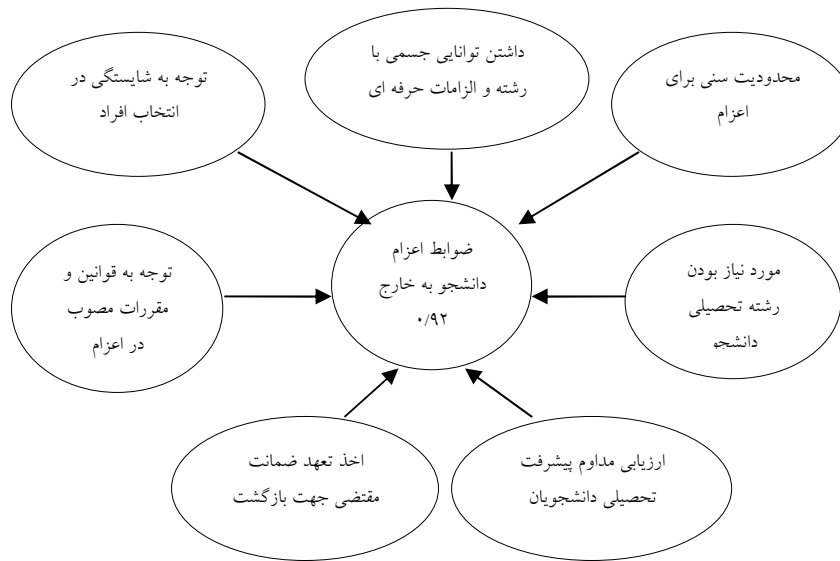 داشتن توانایی جسمی با
رشته و الزامات حرفه ای
محدودیت سنی برای
اعزام
توجه به شایستگی در
انتخاب افراد
ضوابط اعزام
دانشجو به خارج
۰/۹۲
مورد نیاز بودن
رشته تحصیلی
دانشجو
توجه به قوانین و
مقررات مصوب
در اعزام
ارزیابی مداوم پیشرفت
تحصیلی دانشجویان
اخذ تعهد ضمانت
مقتضی جهت بازگشت